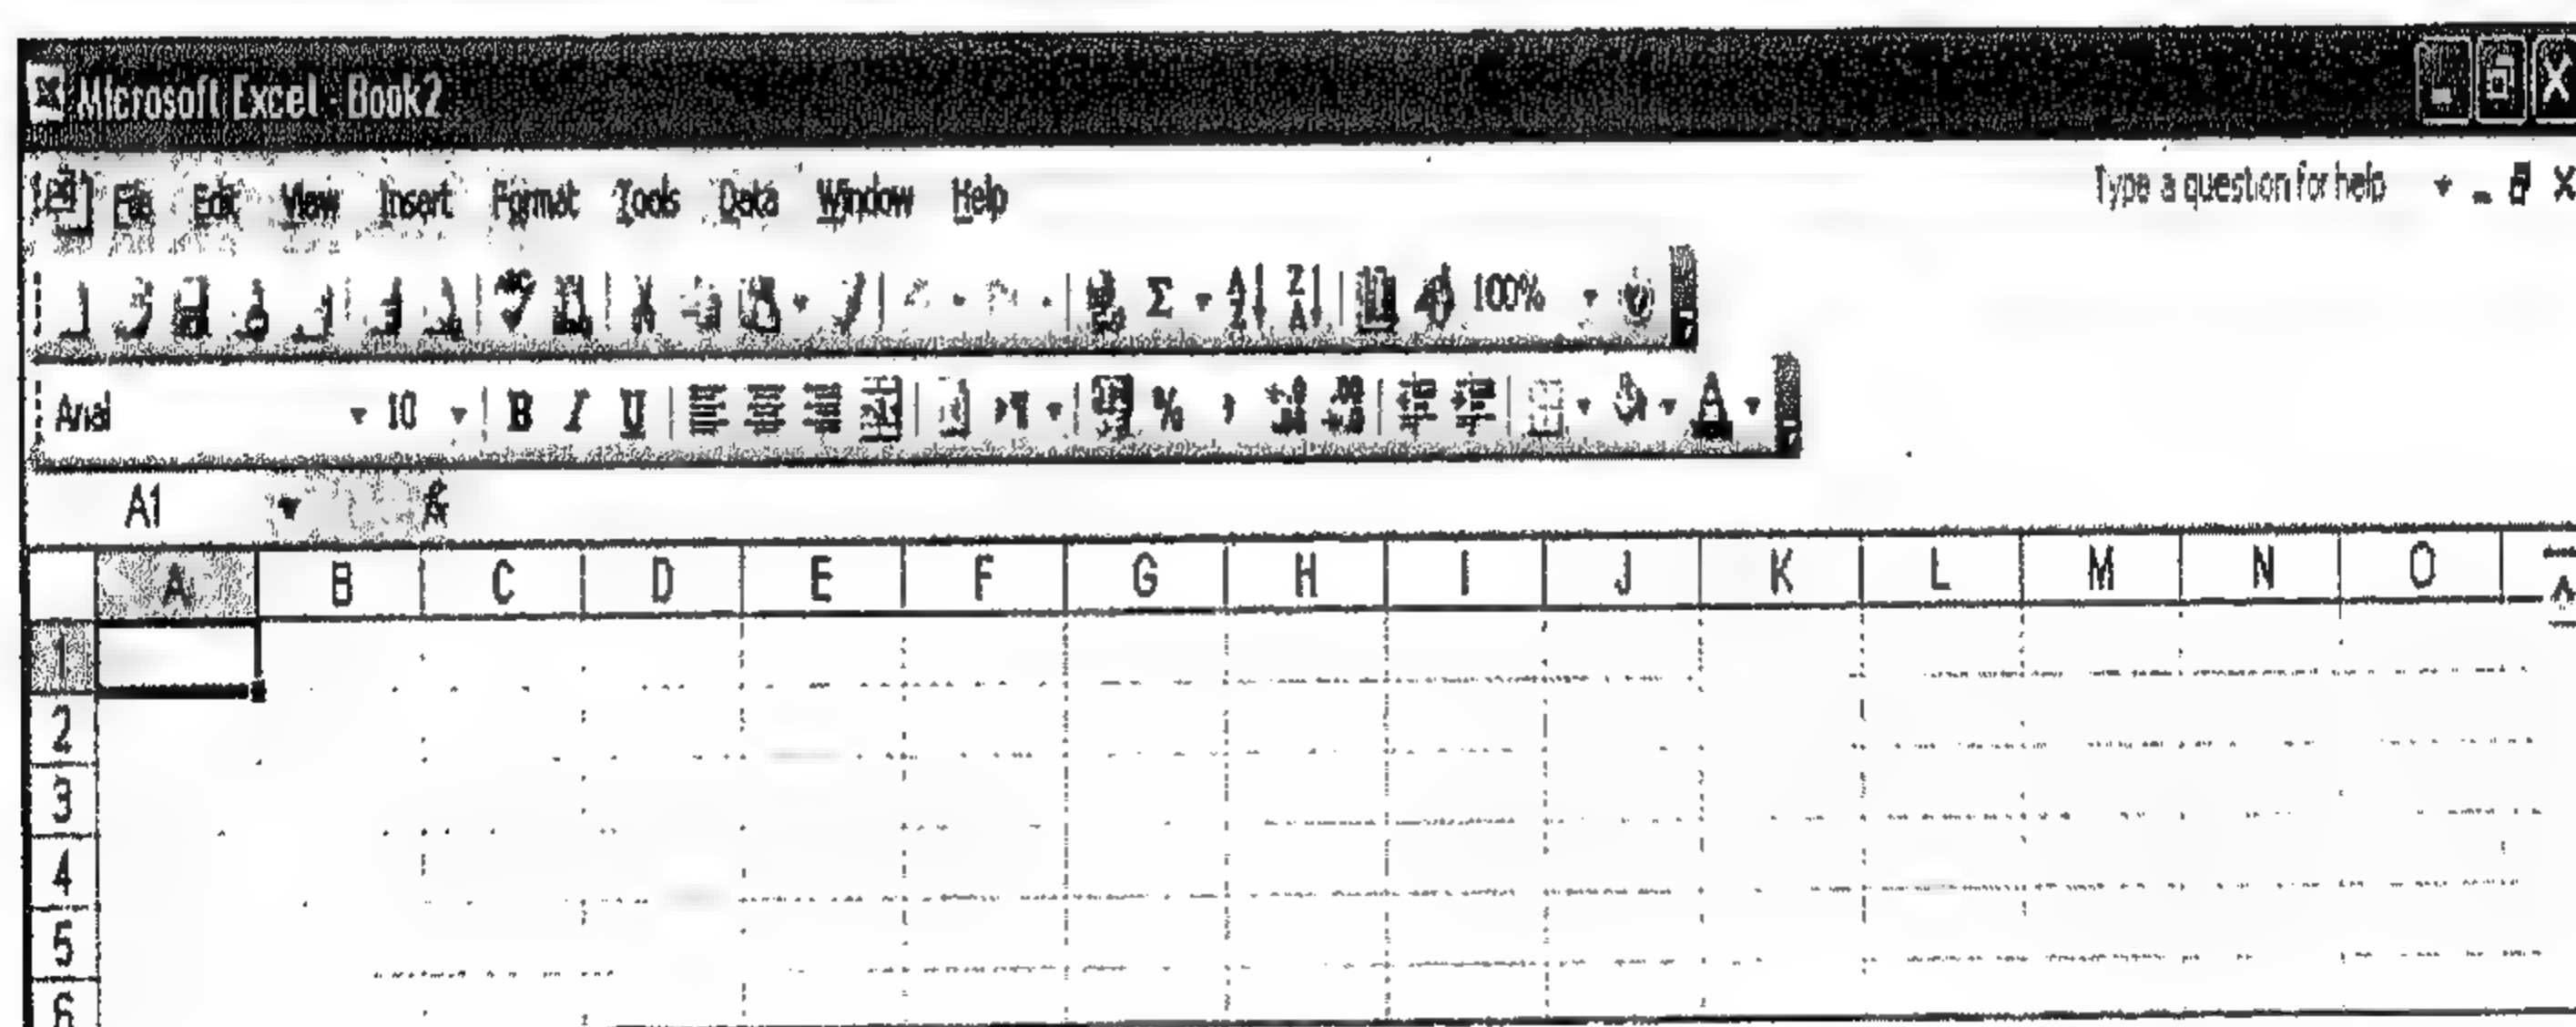 Microsoft Excel - Book2
File Edit View Insert Format Tools Data Window Help Type a question for help
Σ A Z Z A 100%
Arial 10 B I U % , A
A1 fx
A B C D E F G H I J K L M N O
1
2
3
4
5
6